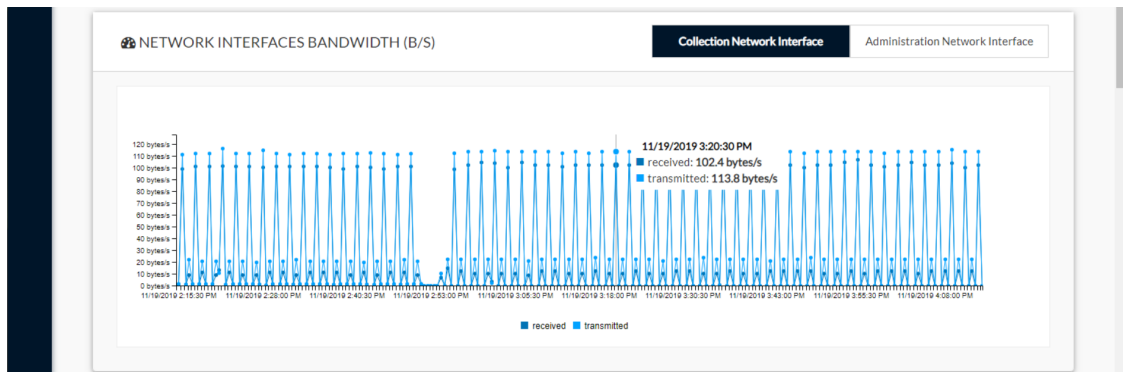 NETWORK INTERFACES BANDWIDTH (B/S)
Collection Network Interface
Administration Network Interface
120 bytes/s
110 bytes/s
100 bytes/s
90 bytes/s
80 bytes/s
70 bytes/s
60 bytes/s
50 bytes/s
40 bytes/s
30 bytes/s
20 bytes/s
10 bytes/s
0 bytes/s
11/19/2019 3:20:30 PM
received: 102.4 bytes/s
transmitted: 113.8 bytes/s
11/19/2019 2:15:30 PM 11/19/2019 2:28:00 PM 11/19/2019 2:40:30 PM 11/19/2019 2:53:00 PM 11/19/2019 3:05:30 PM 11/19/2019 3:18:00 PM 11/19/2019 3:30:30 PM 11/19/2019 3:43:00 PM 11/19/2019 3:55:30 PM 11/19/2019 4:08:00 PM
received transmitted